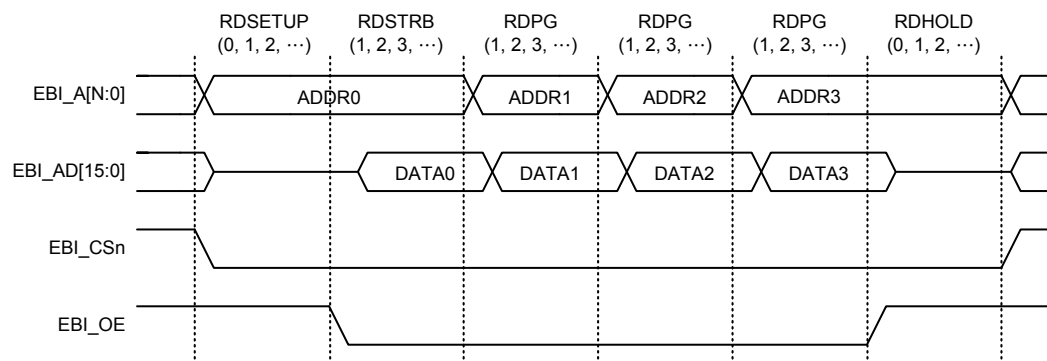 RDSETUP RDSTRB RDPG RDPG RDPG RDHOLD
(0, 1, 2, ⋯) (1, 2, 3, ⋯) (1, 2, 3, ⋯) (1, 2, 3, ⋯) (1, 2, 3, ⋯) (0, 1, 2, ⋯)
EBI_A[N:0] ADDR0 ADDR1 ADDR2 ADDR3
EBI_AD[15:0] DATA0 DATA1 DATA2 DATA3
EBI_CSn
EBI_OE